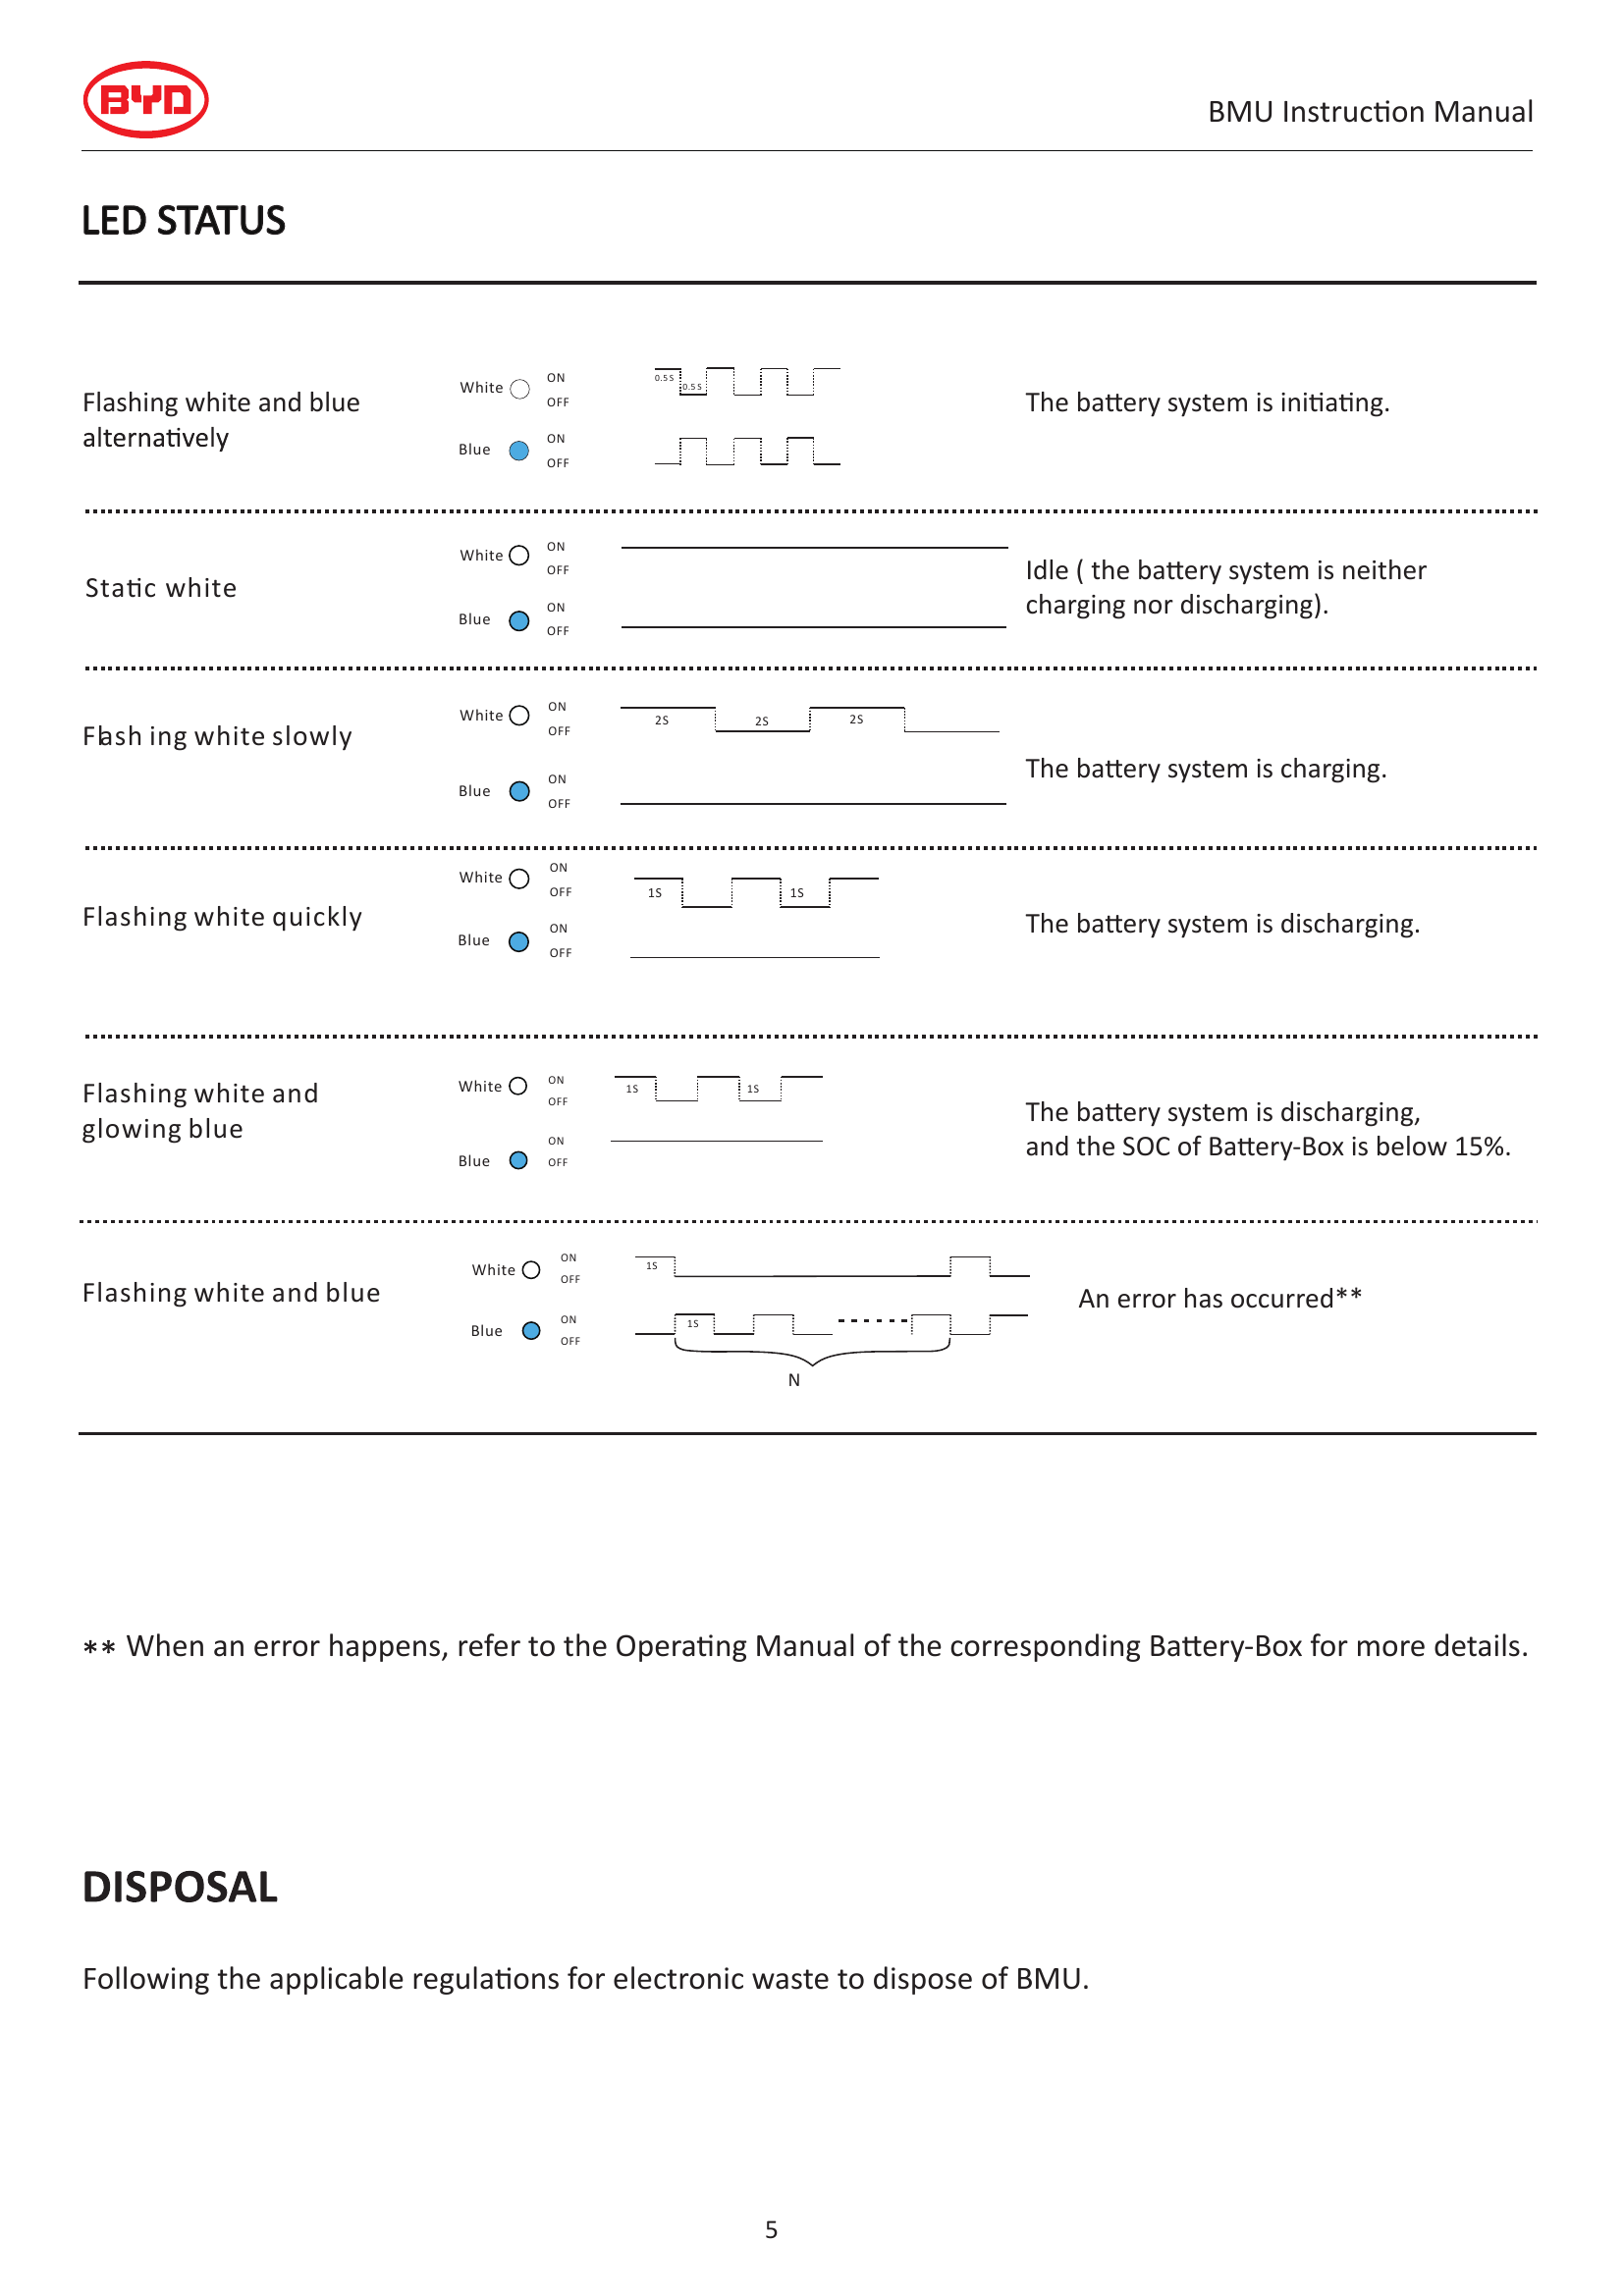 BYD
BMU Instruction Manual
LED STATUS
Flashing white and blue
alternatively
White ON
OFF
Blue ON
OFF
0.5S
0.5S
The battery system is initiating.
Static white
White ON
OFF
Blue ON
OFF
Idle ( the battery system is neither
charging nor discharging).
Flash ing white slowly
White ON
OFF
Blue ON
OFF
2S 2S 2S
The battery system is charging.
Flashing white quickly
White ON
OFF
Blue ON
OFF
1S 1S
The battery system is discharging.
Flashing white and
glowing blue
White ON
OFF
Blue ON
OFF
1S 1S
The battery system is discharging,
and the SOC of Battery-Box is below 15%.
Flashing white and blue
White ON
OFF
Blue ON
OFF
1S
1S
N
An error has occurred**
** When an error happens, refer to the Operating Manual of the corresponding Battery-Box for more details.
DISPOSAL
Following the applicable regulations for electronic waste to dispose of BMU.
5